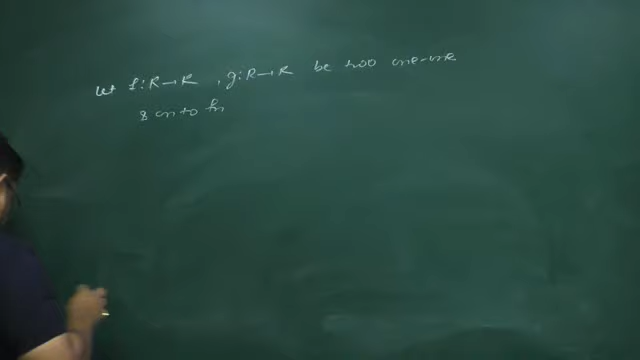 Let f:R→R , g:R→R be two one-one
& onto fn